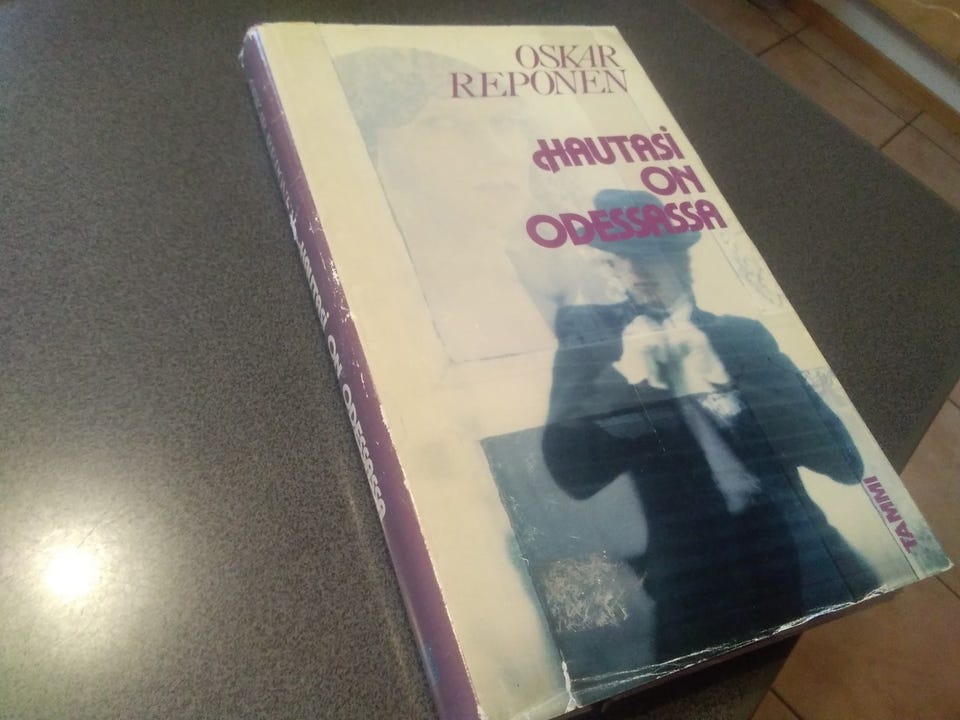 OSKAR
REPONEN
HAUTASI
ON
ODESSASSA
TAMMI
HAUTASI ON ODESSASSA